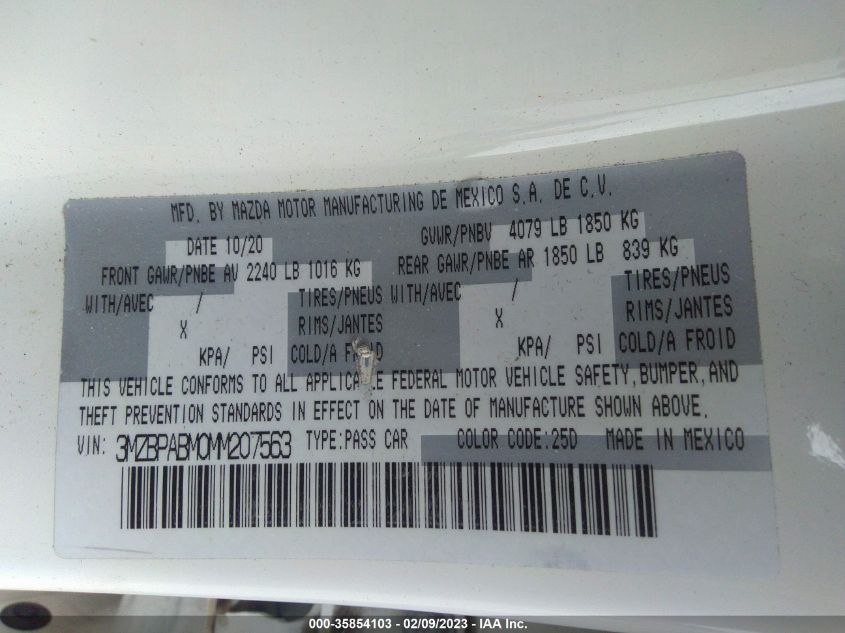 MFD. BY MAZDA MOTOR MANUFACTURING DE MEXICO S.A. DE C.V.
DATE 10/20 GVWR/PNBV 4079 LB 1850 KG
FRONT GAWR/PNBE AV 2240 LB 1016 KG REAR GAWR/PNBE AR 1850 LB 839 KG
WITH/AVEC / TIRES/PNEUS WITH/AVEC / TIRES/PNEUS
X RIMS/JANTES X RIMS/JANTES
KPA/ PSI COLD/A FROID KPA/ PSI COLD/A FROID
THIS VEHICLE CONFORMS TO ALL APPLICABLE FEDERAL MOTOR VEHICLE SAFETY, BUMPER, AND
THEFT PREVENTION STANDARDS IN EFFECT ON THE DATE OF MANUFACTURE SHOWN ABOVE.
VIN: 3MZBPABM0MM207563 TYPE:PASS CAR COLOR CODE:25D MADE IN MEXICO
000-35854103 - 02/09/2023 - IAA Inc.